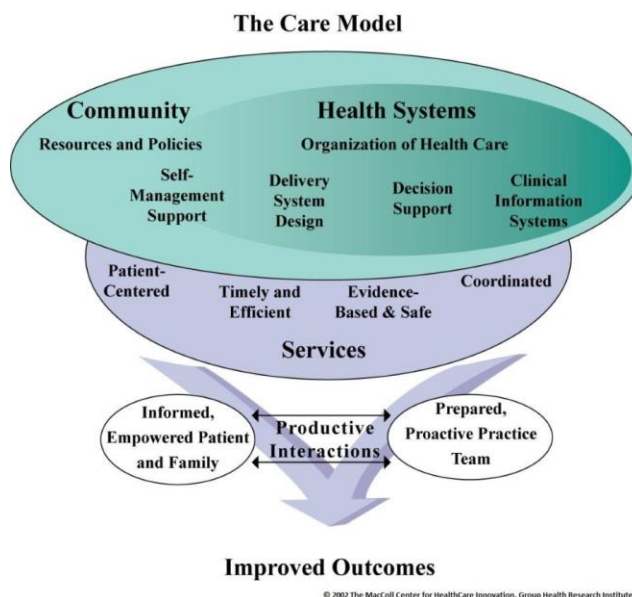 The Care Model
Community
Health Systems
Resources and Policies
Organization of Health Care
Self-
Management
Support
Delivery
System
Design
Decision
Support
Clinical
Information
Systems
Patient-
Centered
Timely and
Efficient
Evidence-
Based & Safe
Coordinated
Services
Informed,
Empowered Patient
and Family
Productive
Interactions
Prepared,
Proactive Practice
Team
Improved Outcomes
© 2002 The MacColl Center for HealthCare Innovation, Group Health Research Institute